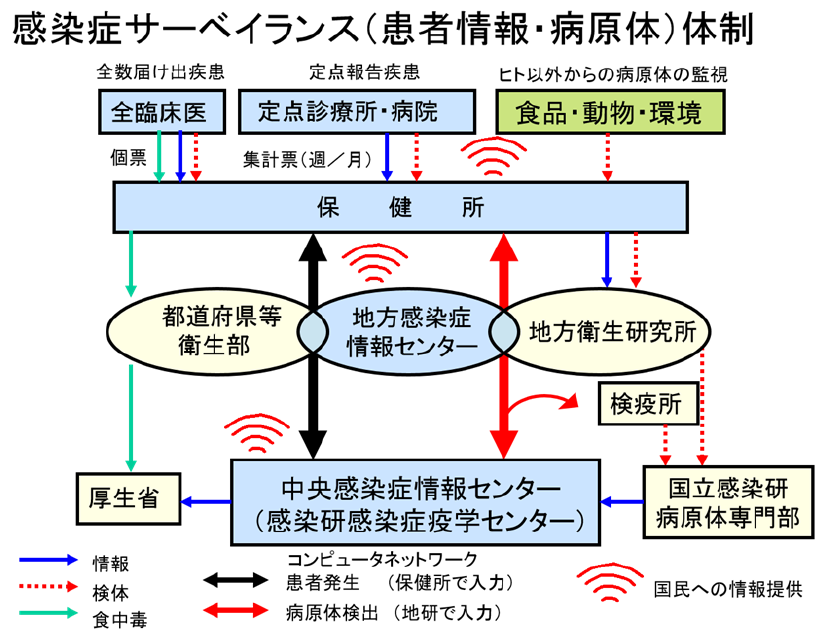 感染症サーベイランス（患者情報・病原体）体制
全数届け出疾患
定点報告疾患
ヒト以外からの病原体の監視
全臨床医
定点診療所・病院
食品・動物・環境
個票
集計票（週／月）
保　健　所
都道府県等
衛生部
地方感染症
情報センター
地方衛生研究所
検疫所
厚生省
中央感染症情報センター
（感染研感染症疫学センター）
国立感染研
病原体専門部
情報
検体
食中毒
コンピュータネットワーク
患者発生　（保健所で入力）
病原体検出　（地研で入力）
国民への情報提供